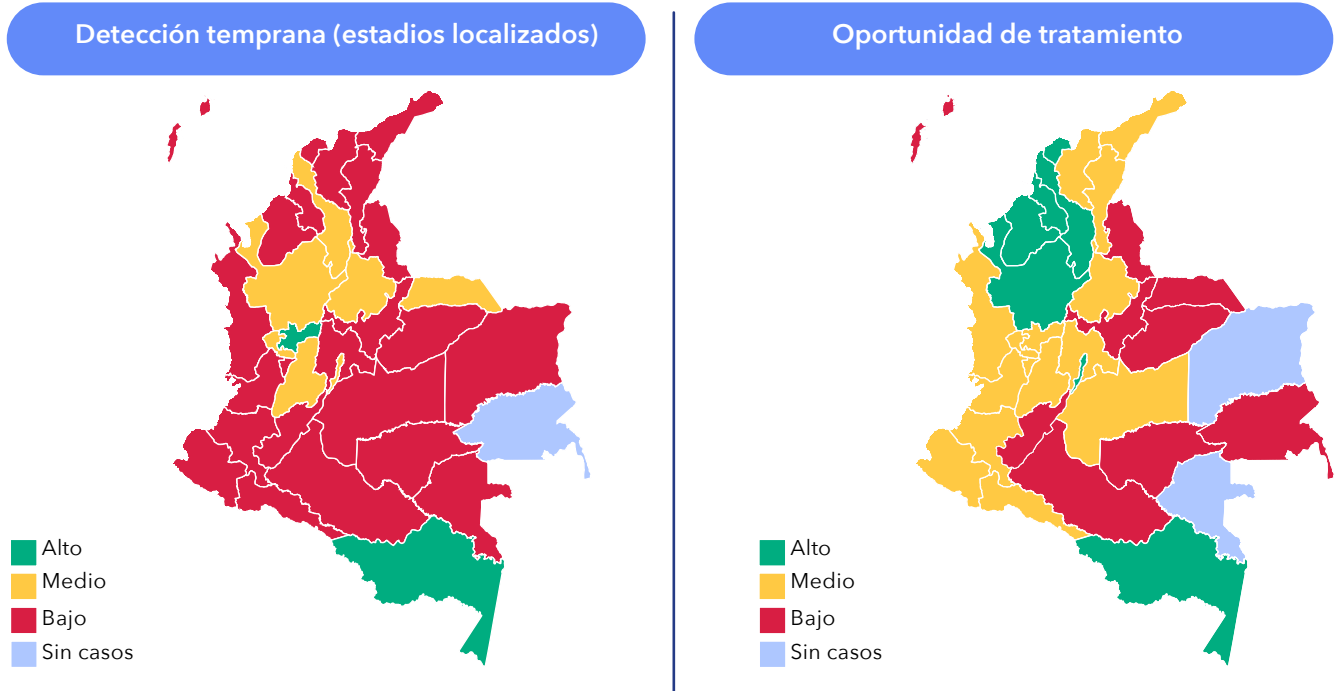 Detección temprana (estadios localizados)
Oportunidad de tratamiento
Alto
Medio
Bajo
Sin casos
Alto
Medio
Bajo
Sin casos